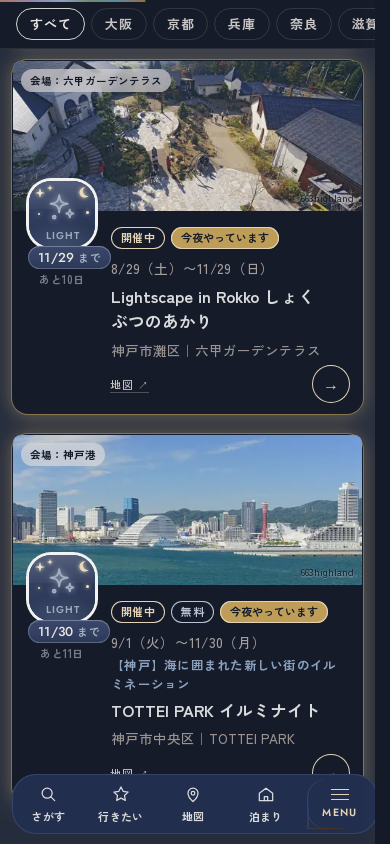 すべて
大阪
京都
兵庫
奈良
滋賀
会場：六甲ガーデンテラス
663highland
LIGHT
11/29 まで
あと10日
開催中
今夜やっています
8/29（土）〜11/29（日）
Lightscape in Rokko しょく
ぶつのあかり
神戸市灘区｜六甲ガーデンテラス
地図 ↗
→
会場：神戸港
663highland
LIGHT
11/30 まで
あと11日
開催中
無料
今夜やっています
9/1（火）〜11/30（月）
【神戸】海に囲まれた新しい街のイル
ミネーション
TOTTEI PARK イルミナイト
神戸市中央区｜TOTTEI PARK
地図 ↗
さがす
行きたい
地図
泊まり
MENU